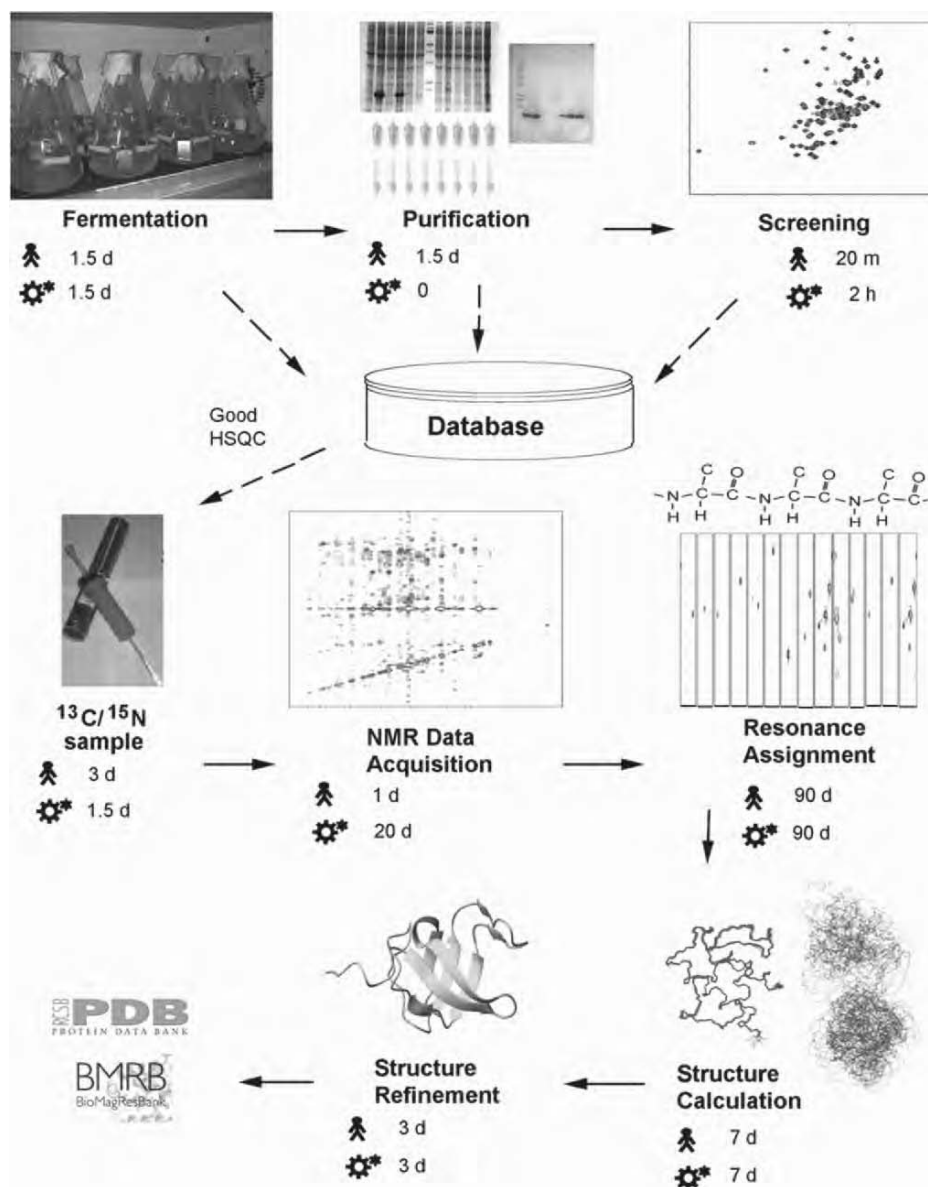 Fermentation
1.5 d
* 1.5 d
Purification
1.5 d
* 0
Screening
20 m
* 2 h
Database
Good
HSQC
13C/ 15N
sample
3 d
* 1.5 d
NMR Data
Acquisition
1 d
* 20 d
C O C O C O
N C C N C C N C C
H H H H H H
Resonance
Assignment
90 d
* 90 d
Structure
Calculation
7 d
* 7 d
Structure
Refinement
3 d
* 3 d
RCSB
PDB
PROTEIN DATA BANK
BMRB
BioMagResBank